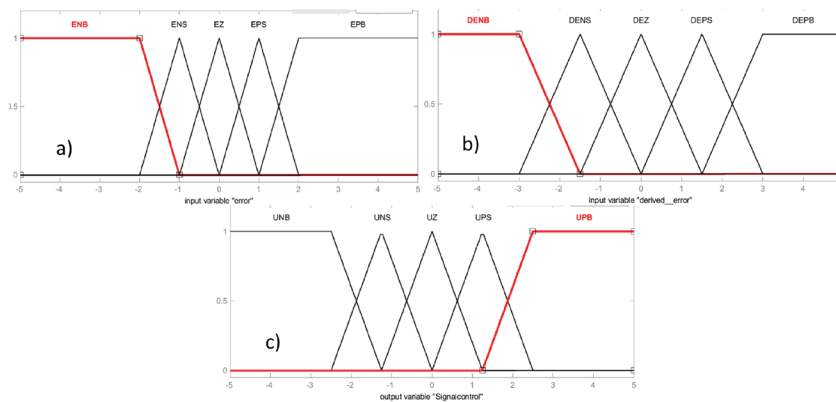 ENB ENS EZ EPS EPB
1
0.5
0
a)
-5 -4 -3 -2 -1 0 1 2 3 4 5
input variable "error"
DENB DENS DEZ DEPS DEPB
1
0.5
0
b)
-5 -4 -3 -2 -1 0 1 2 3 4
input variable "derived_error"
UNB UNS UZ UPS UPB
1
0.5
0
c)
-5 -4 -3 -2 -1 0 1 2 3 4 5
output variable "Signalcontrol"